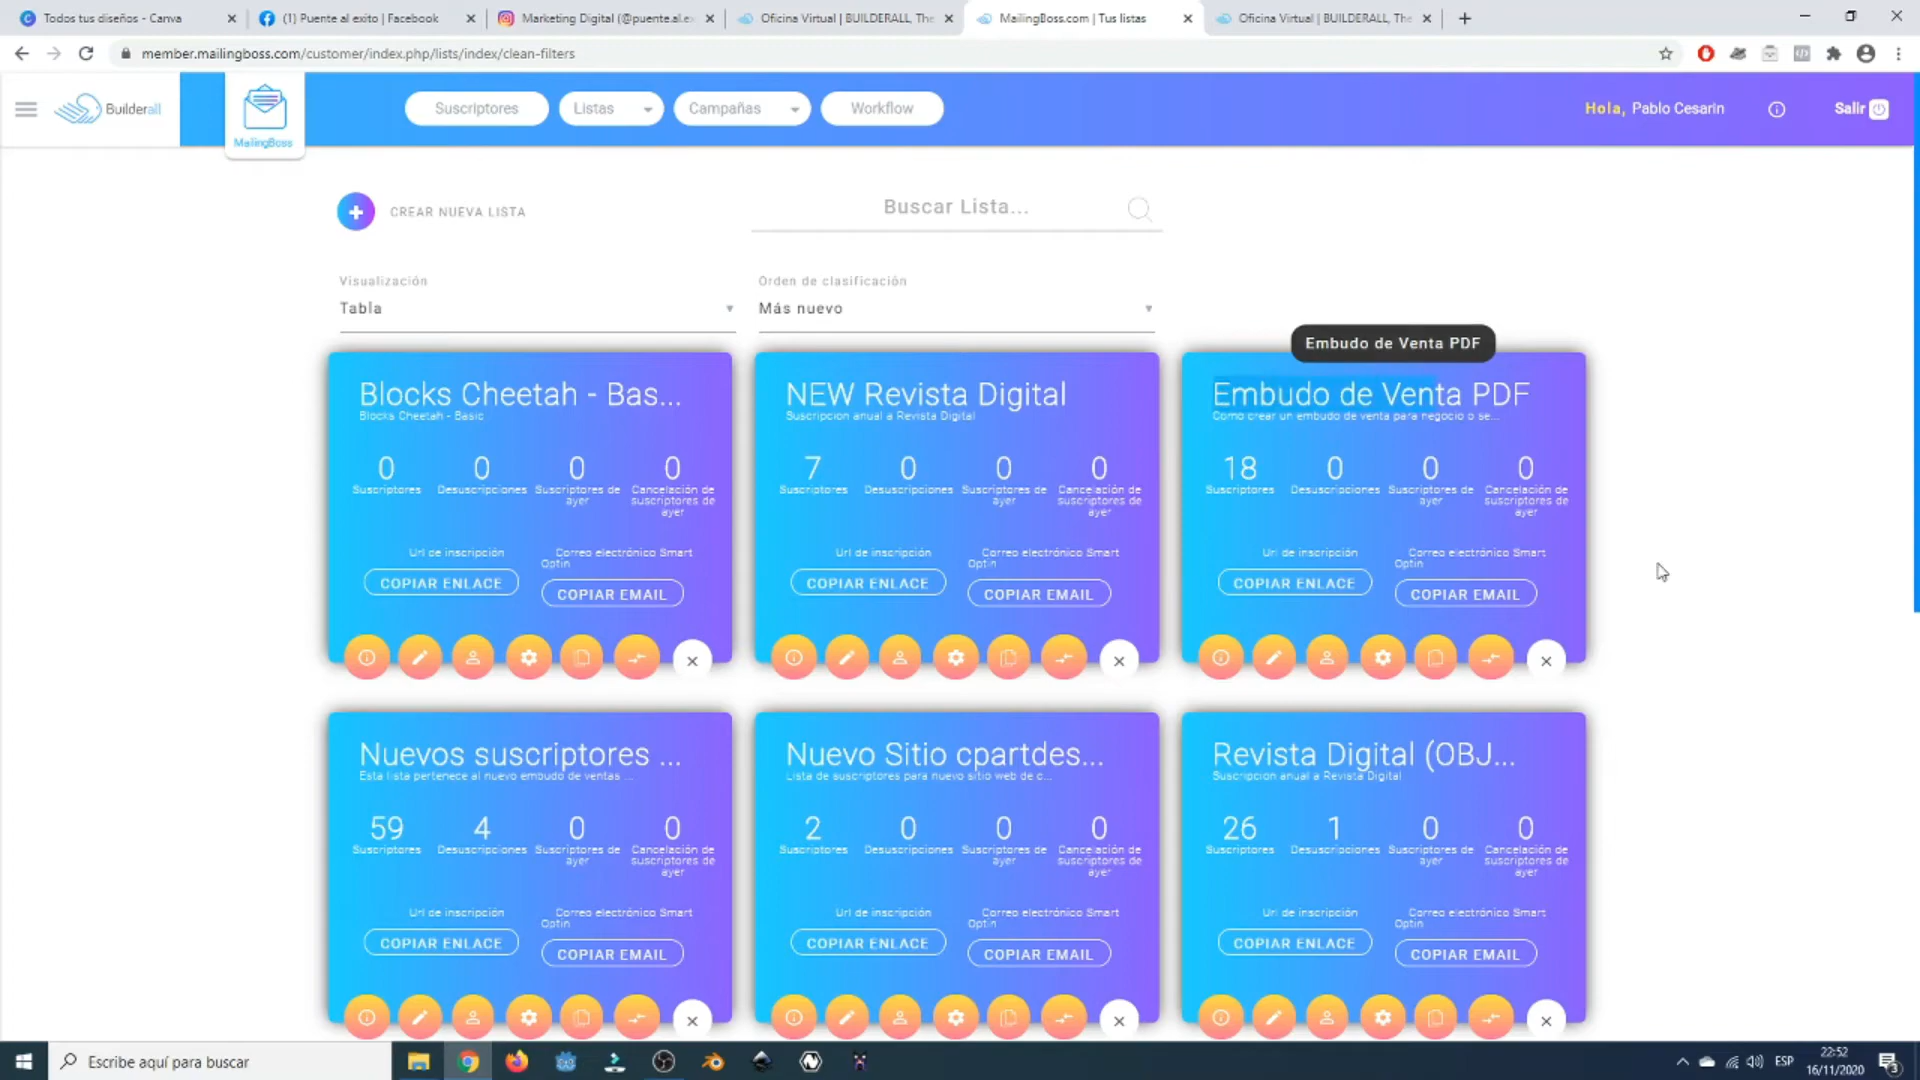 Todos tus diseños - Canva
(1) Puente al exito | Facebook
Marketing Digital (@puente.al.ex
Oficina Virtual | BUILDERALL, The
MailingBoss.com | Tus listas
Oficina Virtual | BUILDERALL, The
member.mailingboss.com/customer/index.php/lists/index/clean-filters
Builderall
MailingBoss
Suscriptores
Listas
Campañas
Workflow
Hola, Pablo Cesarin
Salir
CREAR NUEVA LISTA
Buscar Lista...
Visualización
Tabla
Orden de clasificación
Más nuevo
Embudo de Venta PDF
Blocks Cheetah - Bas...
Blocks Cheetah - Basic
0 0 0 0
Suscriptores Desuscripciones Suscriptores de Cancelación de
ayer suscriptores de
ayer
Url de inscripción Correo electrónico Smart
Optin
COPIAR ENLACE COPIAR EMAIL
NEW Revista Digital
Suscripcion anual a Revista Digital
7 0 0 0
Suscriptores Desuscripciones Suscriptores de Cancelación de
ayer suscriptores de
ayer
Url de inscripción Correo electrónico Smart
Optin
COPIAR ENLACE COPIAR EMAIL
Embudo de Venta PDF
Como crear un embudo de venta para negocio o se...
18 0 0 0
Suscriptores Desuscripciones Suscriptores de Cancelación de
ayer suscriptores de
ayer
Url de inscripción Correo electrónico Smart
Optin
COPIAR ENLACE COPIAR EMAIL
Nuevos suscriptores ...
Esta lista pertenece al nuevo embudo de ventas ...
59 4 0 0
Suscriptores Desuscripciones Suscriptores de Cancelación de
ayer suscriptores de
ayer
Url de inscripción Correo electrónico Smart
Optin
COPIAR ENLACE COPIAR EMAIL
Nuevo Sitio cpartdes...
Lista de suscriptores para nuevo sitio web de c...
2 0 0 0
Suscriptores Desuscripciones Suscriptores de Cancelación de
ayer suscriptores de
ayer
Url de inscripción Correo electrónico Smart
Optin
COPIAR ENLACE COPIAR EMAIL
Revista Digital (OBJ...
Suscripcion anual a Revista Digital
26 1 0 0
Suscriptores Desuscripciones Suscriptores de Cancelación de
ayer suscriptores de
ayer
Url de inscripción Correo electrónico Smart
Optin
COPIAR ENLACE COPIAR EMAIL
Escribe aquí para buscar
ESP
22:52
16/11/2020
3